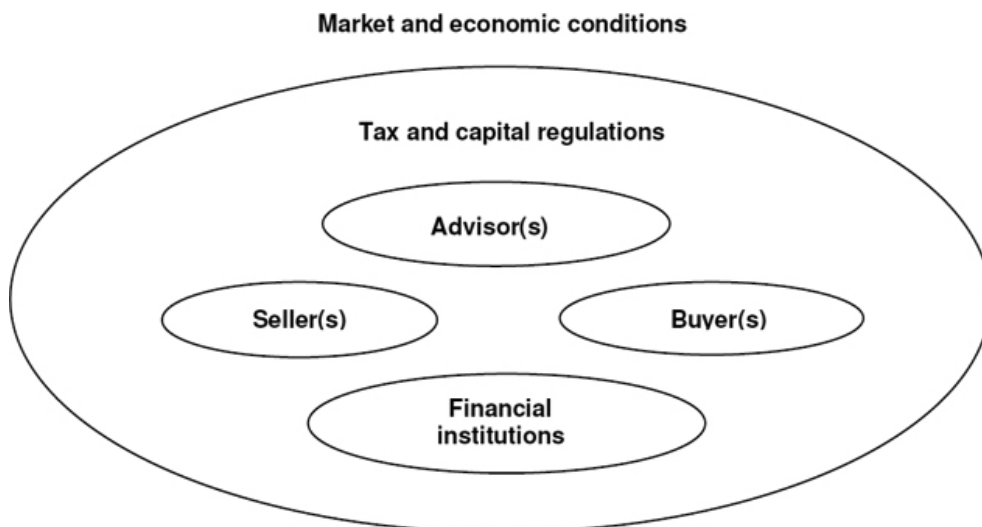 Market and economic conditions
Tax and capital regulations
Advisor(s)
Seller(s)
Buyer(s)
Financial
institutions